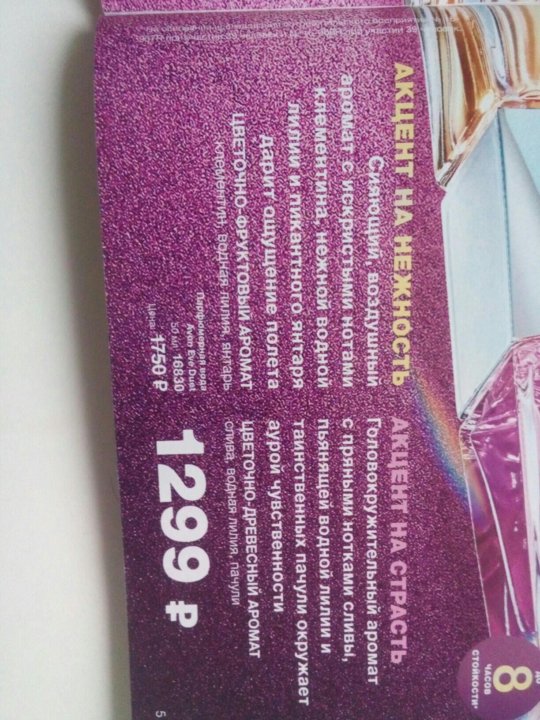 АКЦЕНТ НА НЕЖНОСТЬ
Сияющий, воздушный
аромат с искристыми нотами
клементина, нежной водной
лилии и пикантного янтаря
дарит ощущение полета
ЦВЕТОЧНО-ФРУКТОВЫЙ АРОМАТ
клементин, водная лилия, янтарь
Парфюмерная вода
Avon Eve Duet
50 мл 16830
Цена 1750 ₽
1299 ₽
АКЦЕНТ НА СТРАСТЬ
Головокружительный аромат
с пряными нотками сливы,
пьянящей водной лилии и
таинственных пачули окружает
аурой чувственности
ЦВЕТОЧНО-ДРЕВЕСНЫЙ АРОМАТ
слива, водная лилия, пачули
ДО
8
ЧАСОВ
СТОЙКОСТИ*
5